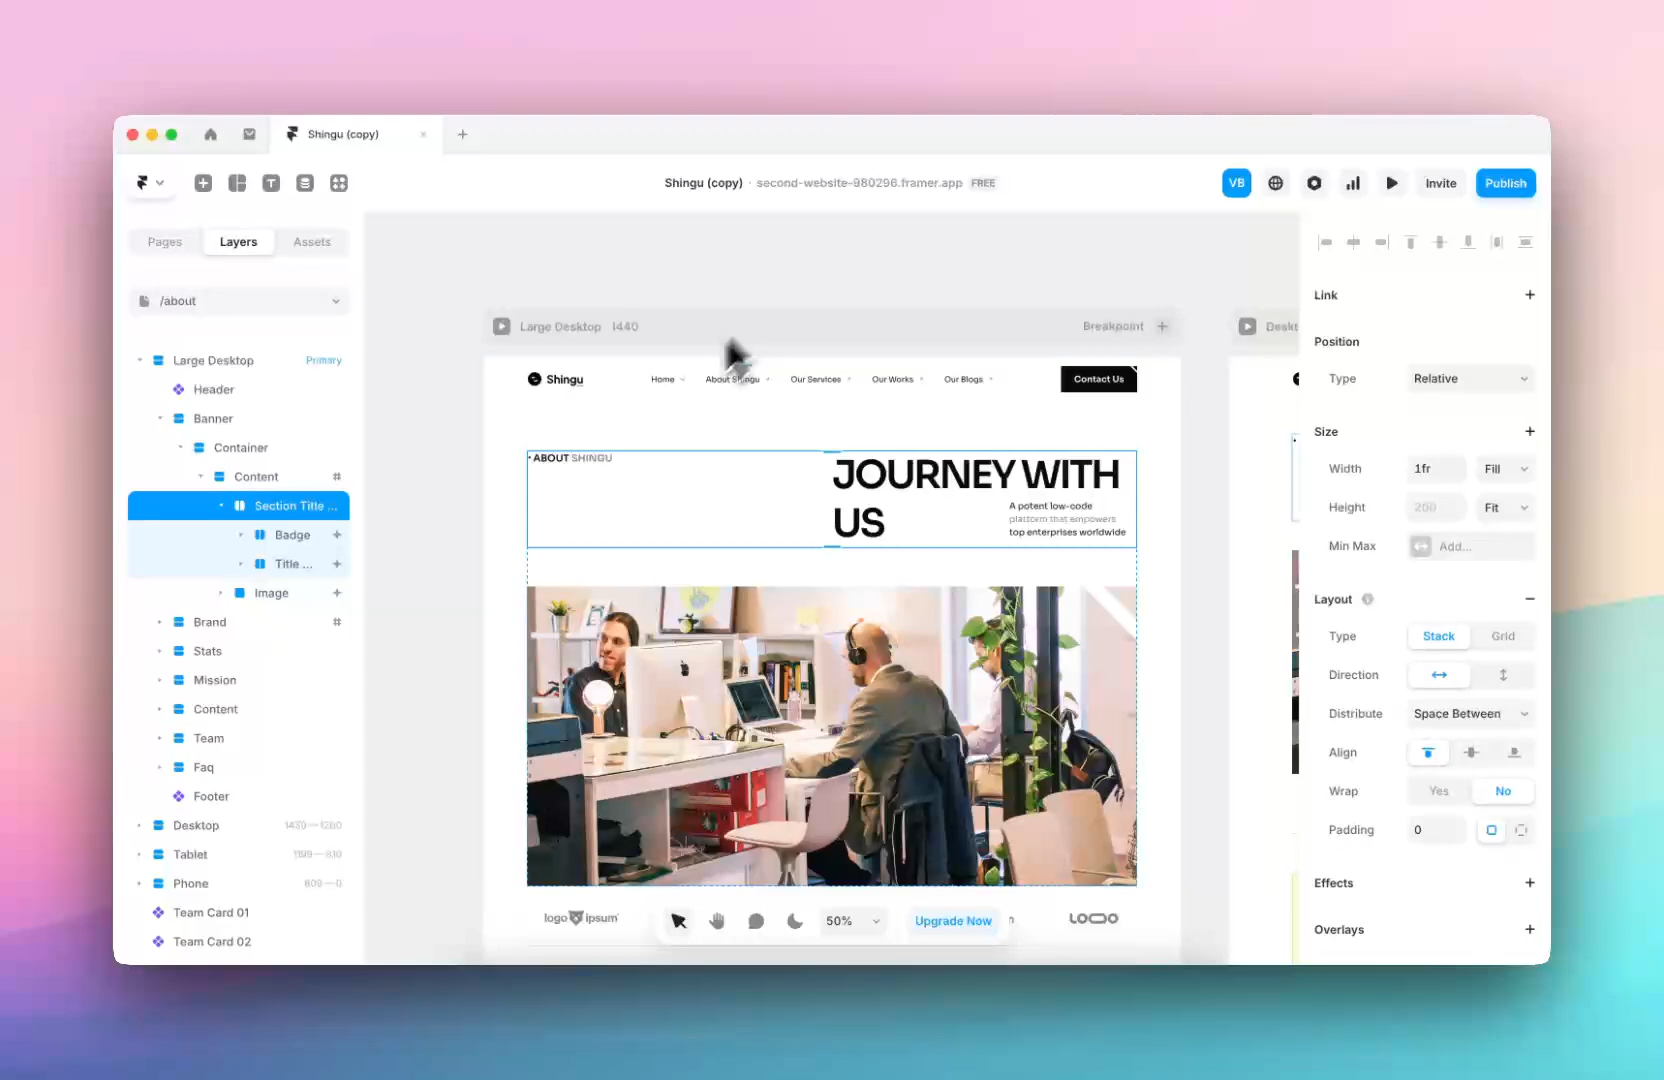 Shingu (copy)
Shingu (copy) · second-website-980296.framer.app FREE
VB
Invite
Publish
Pages
Layers
Assets
/about
Large Desktop
Primary
Header
Banner
Container
Content
Section Title ...
Badge
Title ...
Image
Brand
Stats
Mission
Content
Team
Faq
Footer
Desktop
Tablet
Phone
Team Card 01
Team Card 02
Large Desktop 1440
Breakpoint
Shingu
Home
About Shingu
Our Services
Our Works
Our Blogs
Contact Us
ABOUT SHINGU
JOURNEY WITH
US
A potent low-code
platform that empowers
top enterprises worldwide
logo ipsum
LOGO
50%
Upgrade Now
Link
Position
Type
Relative
Size
Width
1fr
Fill
Height
200
Fit
Min Max
Add...
Layout
Type
Stack
Grid
Direction
Distribute
Space Between
Align
Wrap
Yes
No
Padding
0
Effects
Overlays